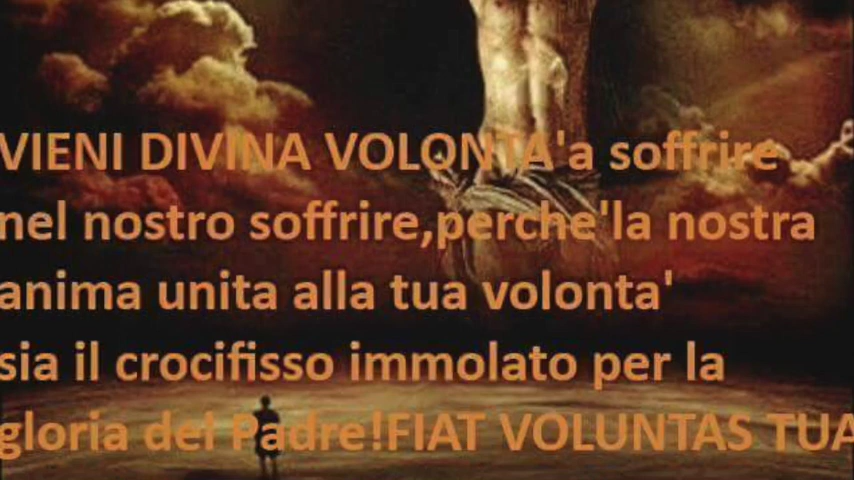 VIENI DIVINA VOLONTA'a soffrire
nel nostro soffrire,perche'la nostra
anima unita alla tua volonta'
sia il crocifisso immolato per la
gloria del Padre!FIAT VOLUNTAS TUA